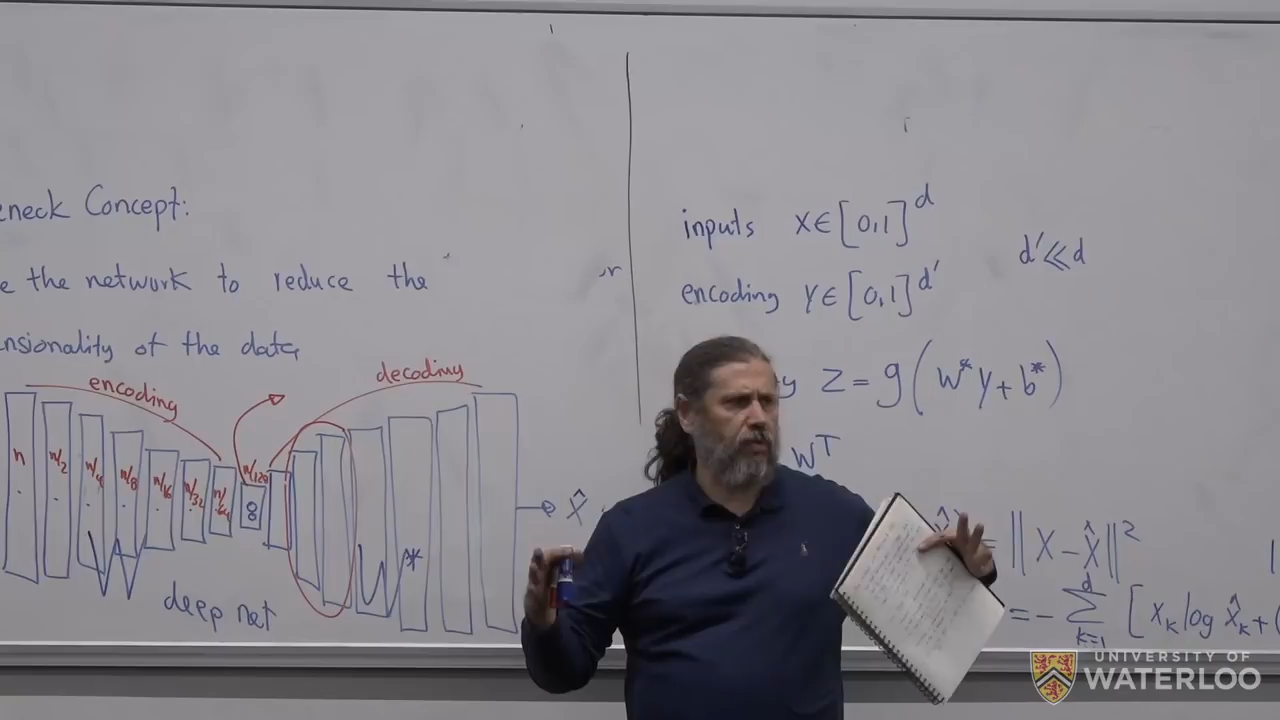 eneck Concept:
e the network to reduce the
nsionality of the data
encoding
decoding
n n/2 n/4 n/8 n/16 n/32 n/64 n/128
8
W
W*
X̂
deep net
inputs X∈[0,1]^d
d'≪d
encoding Y∈[0,1]^d'
y Z=g(W*y+b*)
W^T
= ||X-X̂||²
= - Σ_{k=1}^{d} [X_k log X̂_k + (
UNIVERSITY OF
WATERLOO